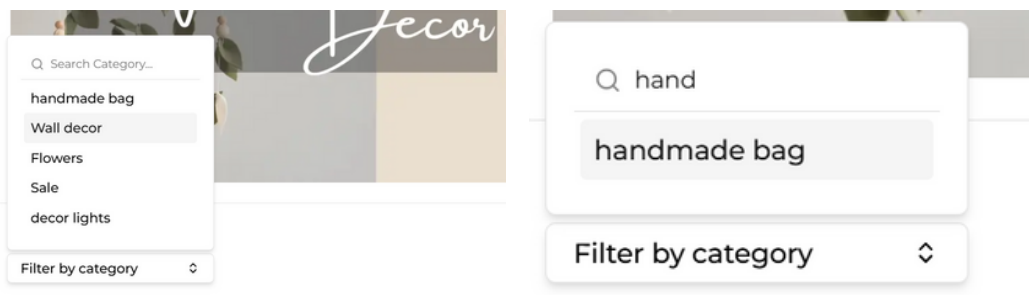 Decor
Search Category...
handmade bag
Wall decor
Flowers
Sale
decor lights
Filter by category
hand
handmade bag
Filter by category